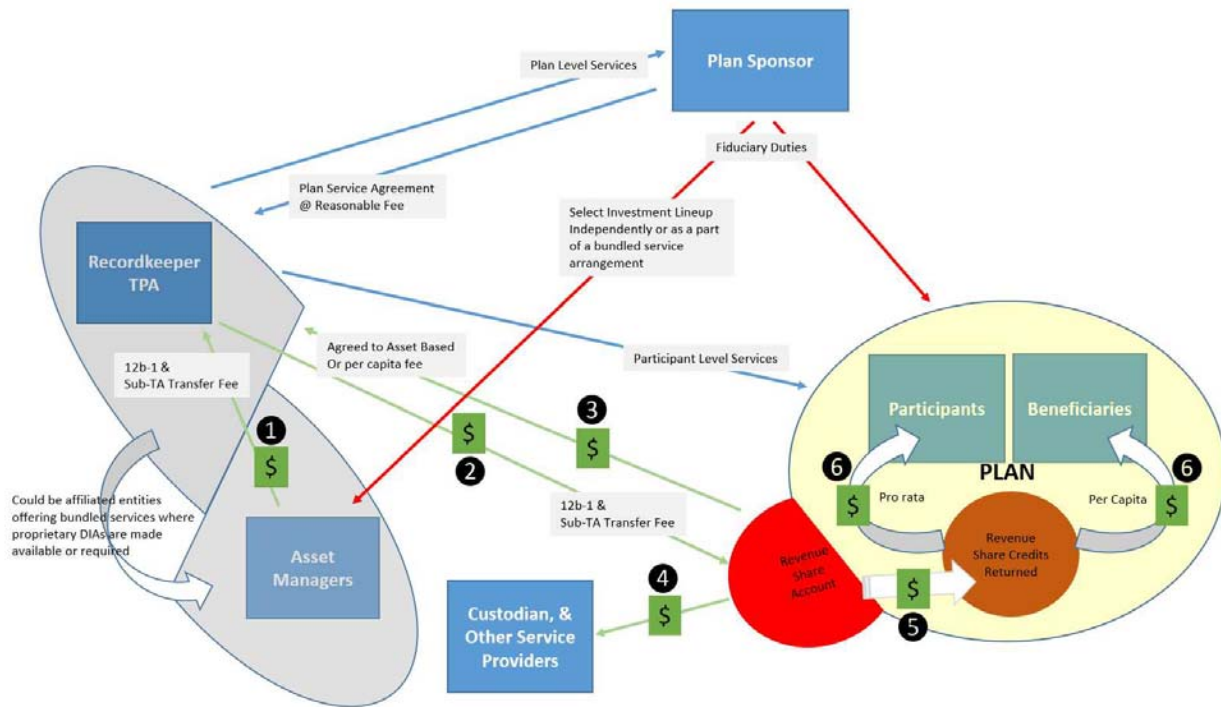 Plan Sponsor
Plan Level Services
Fiduciary Duties
Plan Service Agreement
@ Reasonable Fee
Select Investment Lineup
Independently or as a part
of a bundled service
arrangement
Recordkeeper
TPA
Agreed to Asset Based
Or per capita fee
Participant Level Services
12b-1 &
Sub-TA Transfer Fee
1
$
$
2
3
$
Participants
Beneficiaries
PLAN
6
$
Pro rata
Per Capita
6
$
Could be affiliated entities
offering bundled services where
proprietary DIAs are made
available or required
Asset
Managers
12b-1 &
Sub-TA Transfer Fee
Revenue
Share
Account
Revenue
Share Credits
Returned
4
$
$
5
Custodian, &
Other Service
Providers